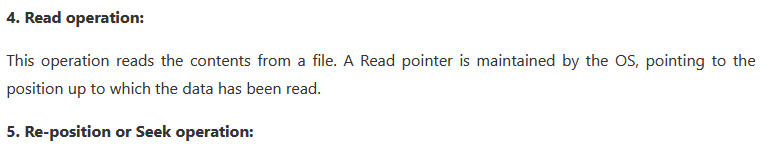 4. Read operation:
This operation reads the contents from a file. A Read pointer is maintained by the OS, pointing to the
position up to which the data has been read.
5. Re-position or Seek operation: